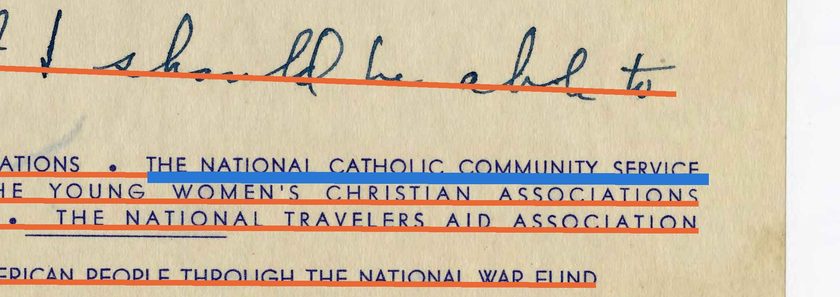 I should be able to
ATIONS • THE NATIONAL CATHOLIC COMMUNITY SERVICE
HE YOUNG WOMEN'S CHRISTIAN ASSOCIATIONS
• THE NATIONAL TRAVELERS AID ASSOCIATION
ERICAN PEOPLE THROUGH THE NATIONAL WAR FUND